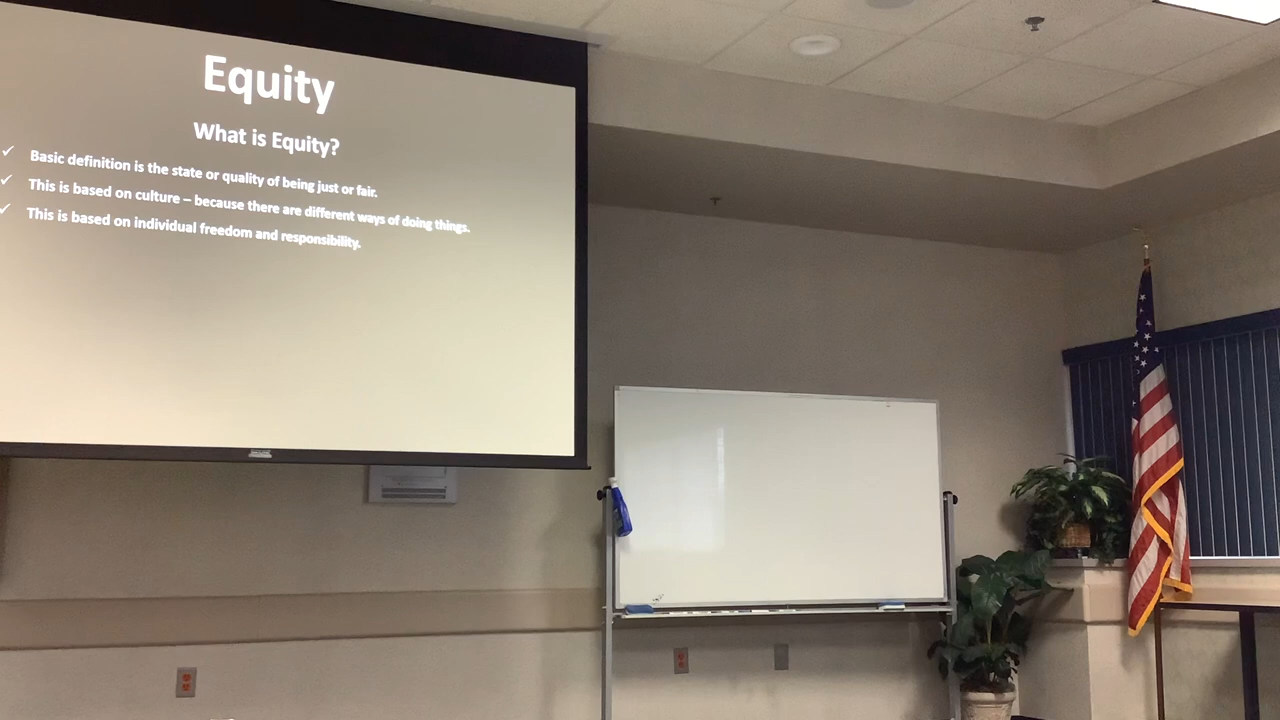 Equity
What is Equity?
✓ Basic definition is the state or quality of being just or fair.
✓ This is based on culture – because there are different ways of doing things.
✓ This is based on individual freedom and responsibility.